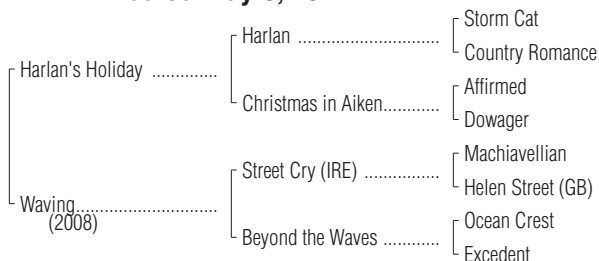 Storm Cat
Harlan ................................
Country Romance
Harlan's Holiday ..............
Affirmed
Christmas in Aiken............
Dowager
Machiavellian
Street Cry (IRE) .................
Helen Street (GB)
Waving................................
(2008)
Ocean Crest
Beyond the Waves .............
Excedent